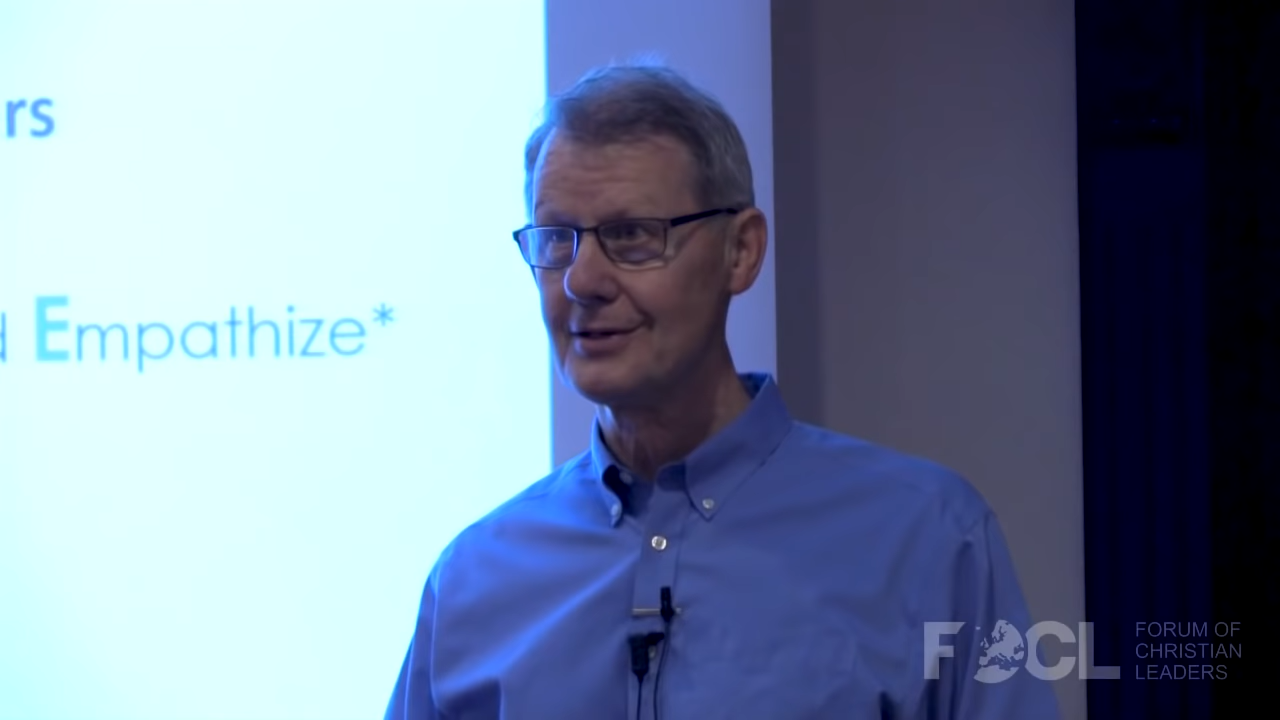 rs
d Empathize*
FOCL
FORUM OF
CHRISTIAN
LEADERS